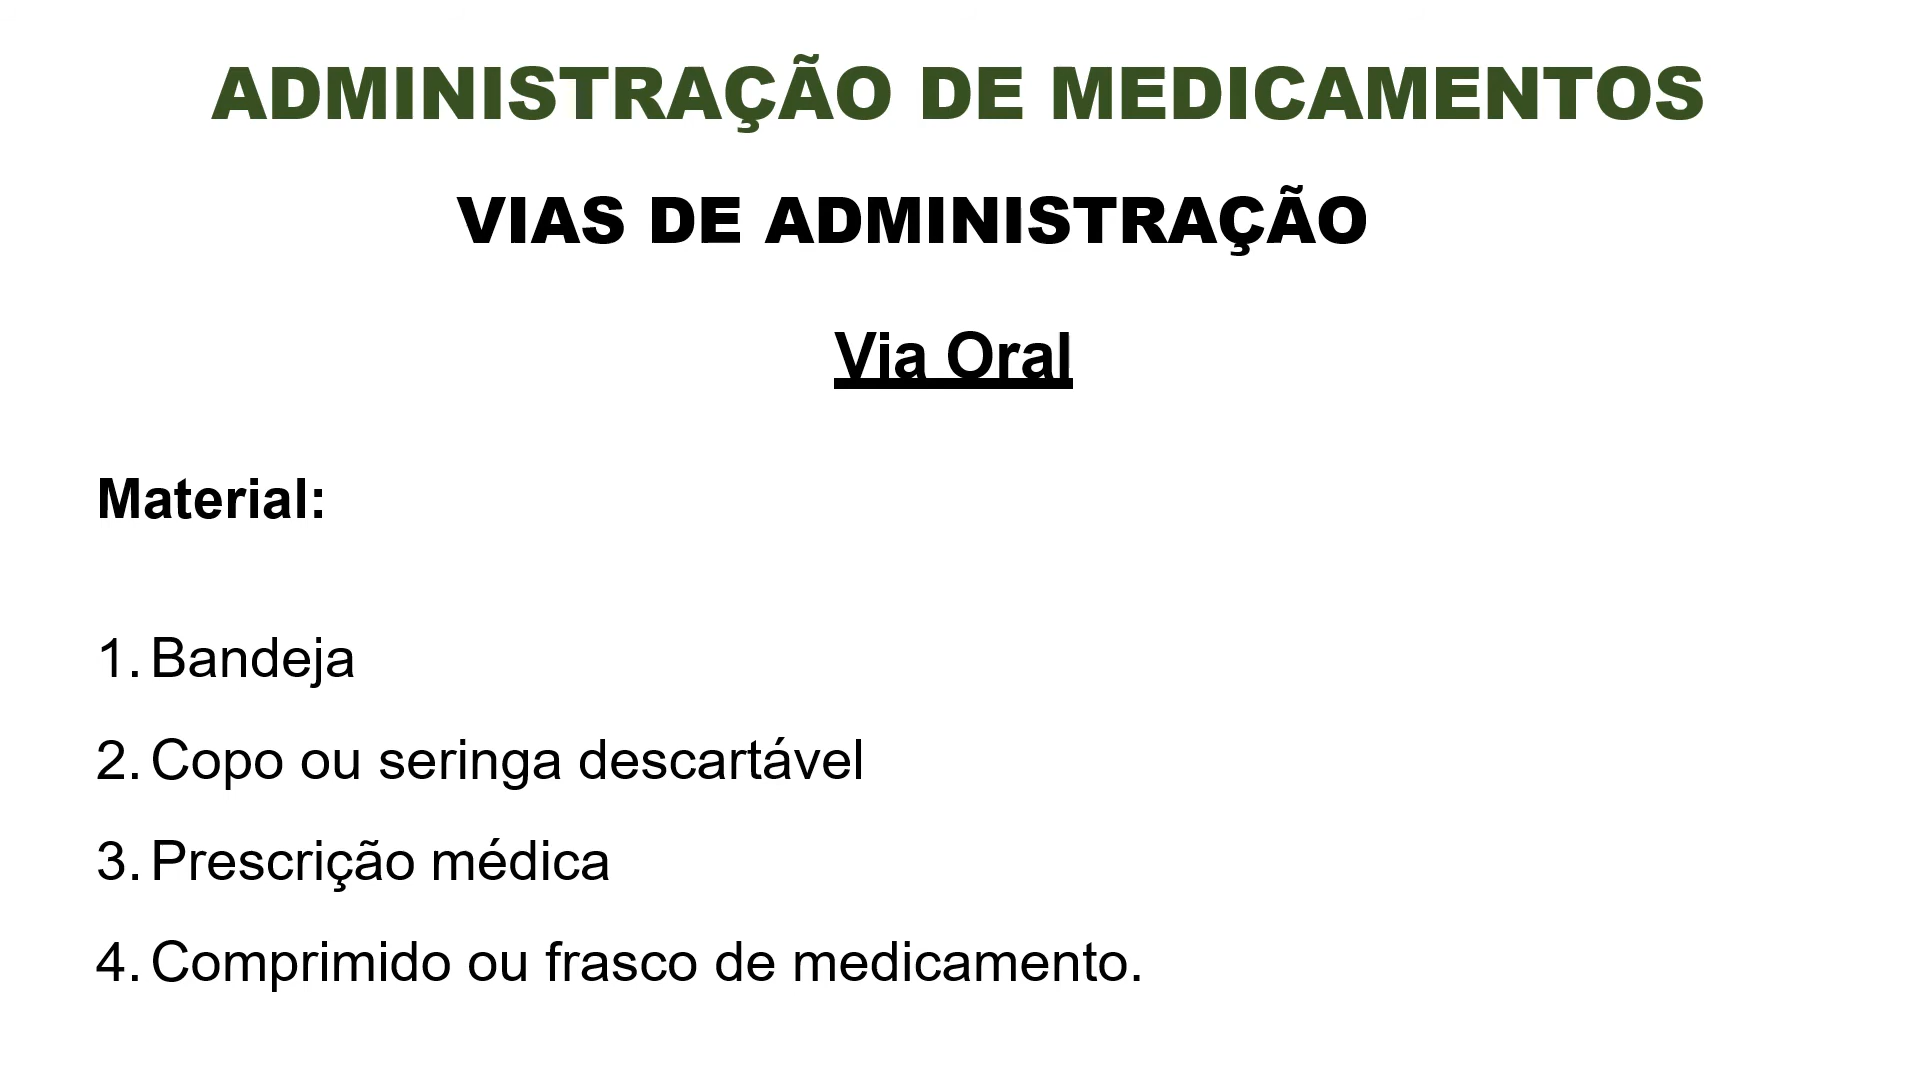 ADMINISTRAÇÃO DE MEDICAMENTOS
VIAS DE ADMINISTRAÇÃO
Via Oral
Material:
1. Bandeja
2. Copo ou seringa descartável
3. Prescrição médica
4. Comprimido ou frasco de medicamento.